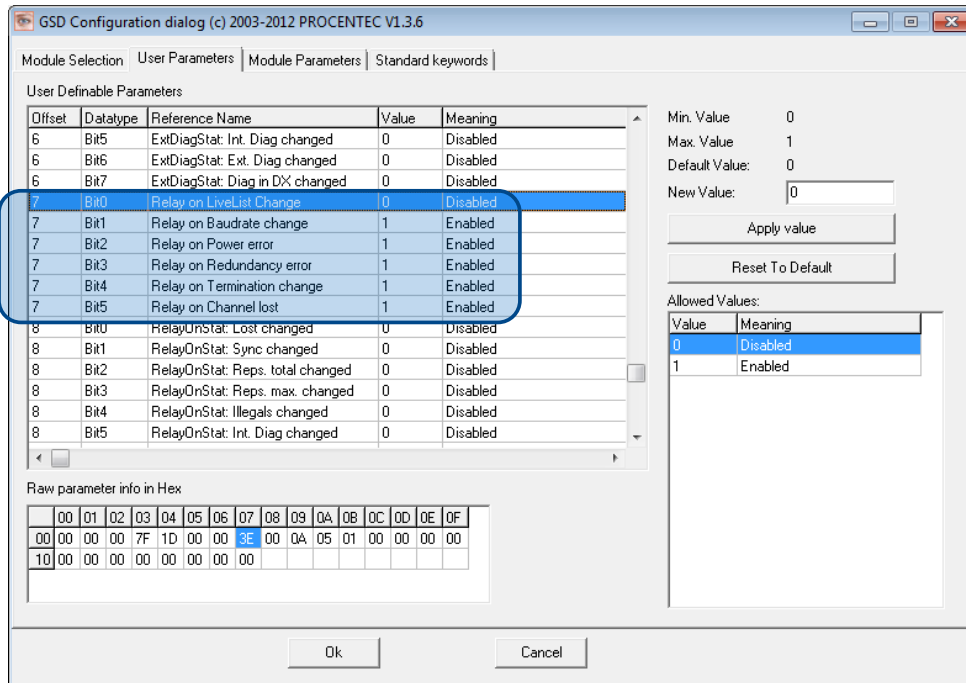 GSD Configuration dialog (c) 2003-2012 PROCENTEC V1.3.6
Module Selection User Parameters Module Parameters Standard keywords
User Definable Parameters
Offset Datatype Reference Name Value Meaning
6 Bit5 ExtDiagStat: Int. Diag changed 0 Disabled
6 Bit6 ExtDiagStat: Ext. Diag changed 0 Disabled
6 Bit7 ExtDiagStat: Diag in DX changed 0 Disabled
7 Bit0 Relay on LiveList Change 0 Disabled
7 Bit1 Relay on Baudrate change 1 Enabled
7 Bit2 Relay on Power error 1 Enabled
7 Bit3 Relay on Redundancy error 1 Enabled
7 Bit4 Relay on Termination change 1 Enabled
7 Bit5 Relay on Channel lost 1 Enabled
8 Bit0 RelayOnStat: Lost changed 0 Disabled
8 Bit1 RelayOnStat: Sync changed 0 Disabled
8 Bit2 RelayOnStat: Reps. total changed 0 Disabled
8 Bit3 RelayOnStat: Reps. max. changed 0 Disabled
8 Bit4 RelayOnStat: Illegals changed 0 Disabled
8 Bit5 RelayOnStat: Int. Diag changed 0 Disabled
Min. Value 0
Max. Value 1
Default Value: 0
New Value: 0
Apply value
Reset To Default
Allowed Values:
Value Meaning
0 Disabled
1 Enabled
Raw parameter info in Hex
00 01 02 03 04 05 06 07 08 09 0A 0B 0C 0D 0E 0F
00 00 00 00 7F 1D 00 00 3E 00 0A 05 01 00 00 00 00
10 00 00 00 00 00 00 00 00
Ok Cancel